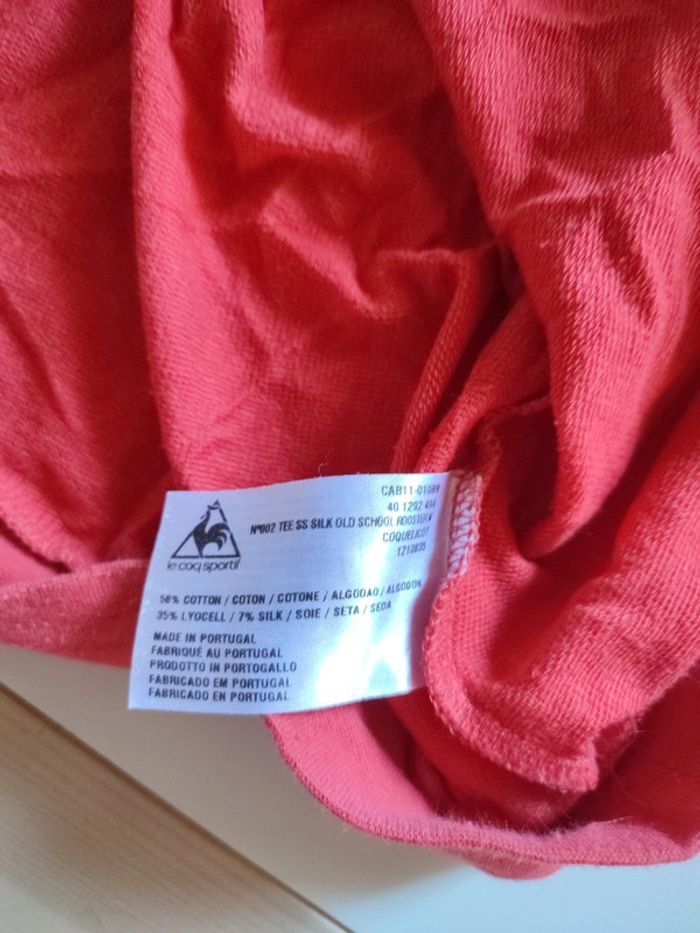 CAB11-01089
40 1292 484
N°002 TEE SS SILK OLD SCHOOL ROOSTER W
COQUELICOT
1210835
le coq sportif
58% COTTON / COTON / COTONE / ALGODAO / ALGODON
35% LYOCELL / 7% SILK / SOIE / SETA / SEDA
MADE IN PORTUGAL
FABRIQUÉ AU PORTUGAL
PRODOTTO IN PORTOGALLO
FABRICADO EM PORTUGAL
FABRICADO EN PORTUGAL